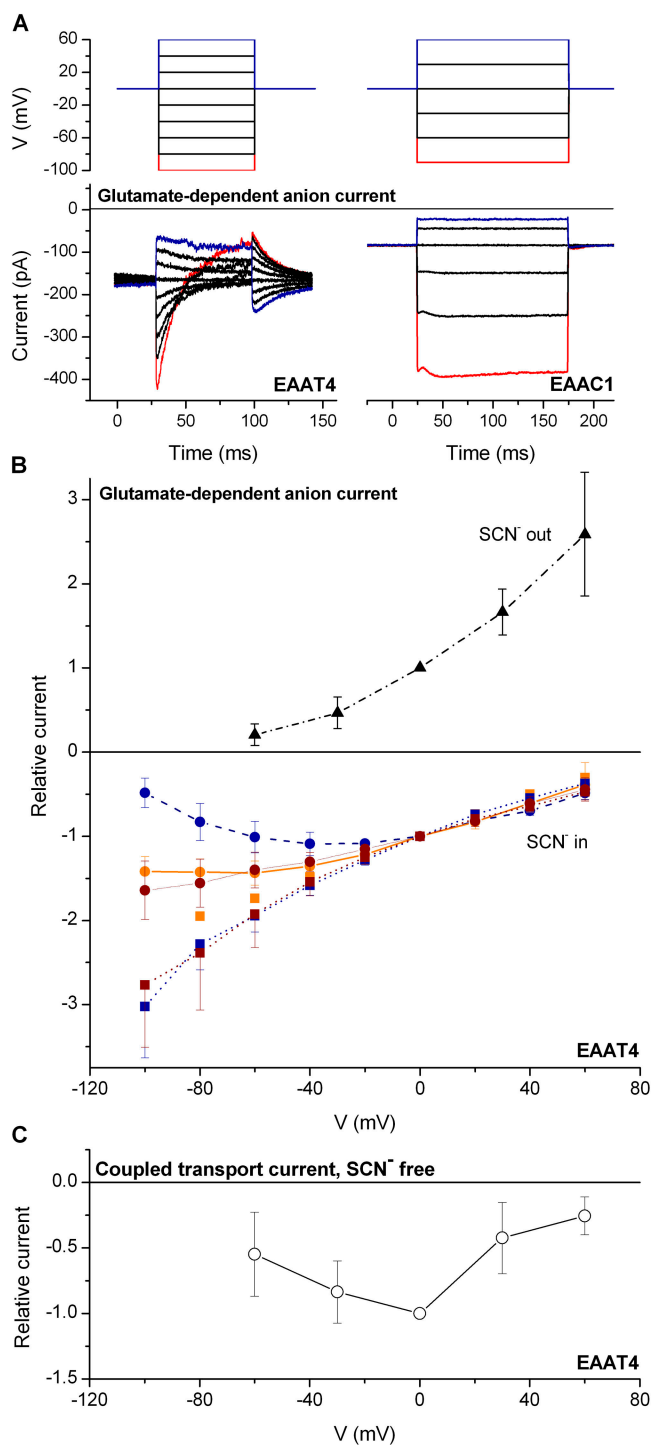 A
60
20
-20
-60
-100
V (mV)
Glutamate-dependent anion current
0
-100
-200
-300
-400
Current (pA)
EAAT4
EAAC1
0 50 100 150
0 50 100 150 200
Time (ms)
Time (ms)
B
Glutamate-dependent anion current
3
2
1
0
-1
-2
-3
Relative current
SCN⁻ out
SCN⁻ in
EAAT4
-120 -80 -40 0 40 80
V (mV)
C
Coupled transport current, SCN⁻ free
0.0
-0.5
-1.0
-1.5
Relative current
EAAT4
-120 -80 -40 0 40 80
V (mV)